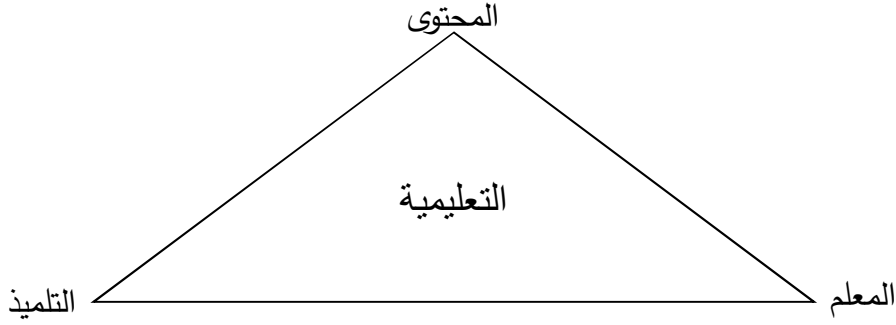 المحتوى
التعليمية
المعلم
التلميذ